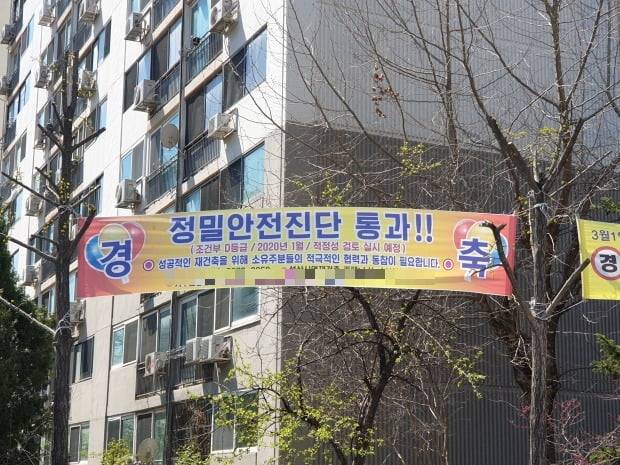 경 축
정밀안전진단 통과!!
( 조건부 D등급 / 2020년 1월 / 적정성 검토 실시 예정 )
성공적인 재건축을 위해 소유주분들의 적극적인 협력과 동참이 필요합니다.
3월1
경